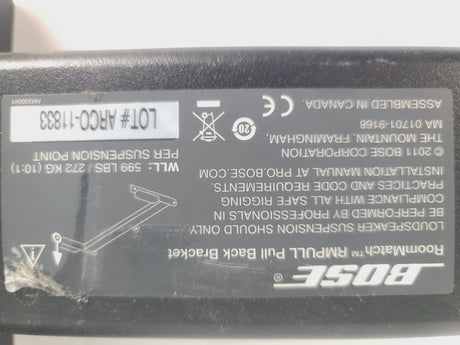 BOSE®
RoomMatch™ RMPULL Pull Back Bracket
LOUDSPEAKER SUSPENSION SHOULD ONLY
BE PERFORMED BY PROFESSIONALS IN
COMPLIANCE WITH ALL SAFE RIGGING
PRACTICES AND CODE REQUIREMENTS.
INSTALLATION MANUAL AT PRO.BOSE.COM
© 2011 BOSE CORPORATION
THE MOUNTAIN, FRAMINGHAM,
MA 01701-9168
ASSEMBLED IN CANADA.
WLL: 599 LBS / 272 KG (10:1)
PER SUSPENSION POINT
20
LOT# ARCO-11833